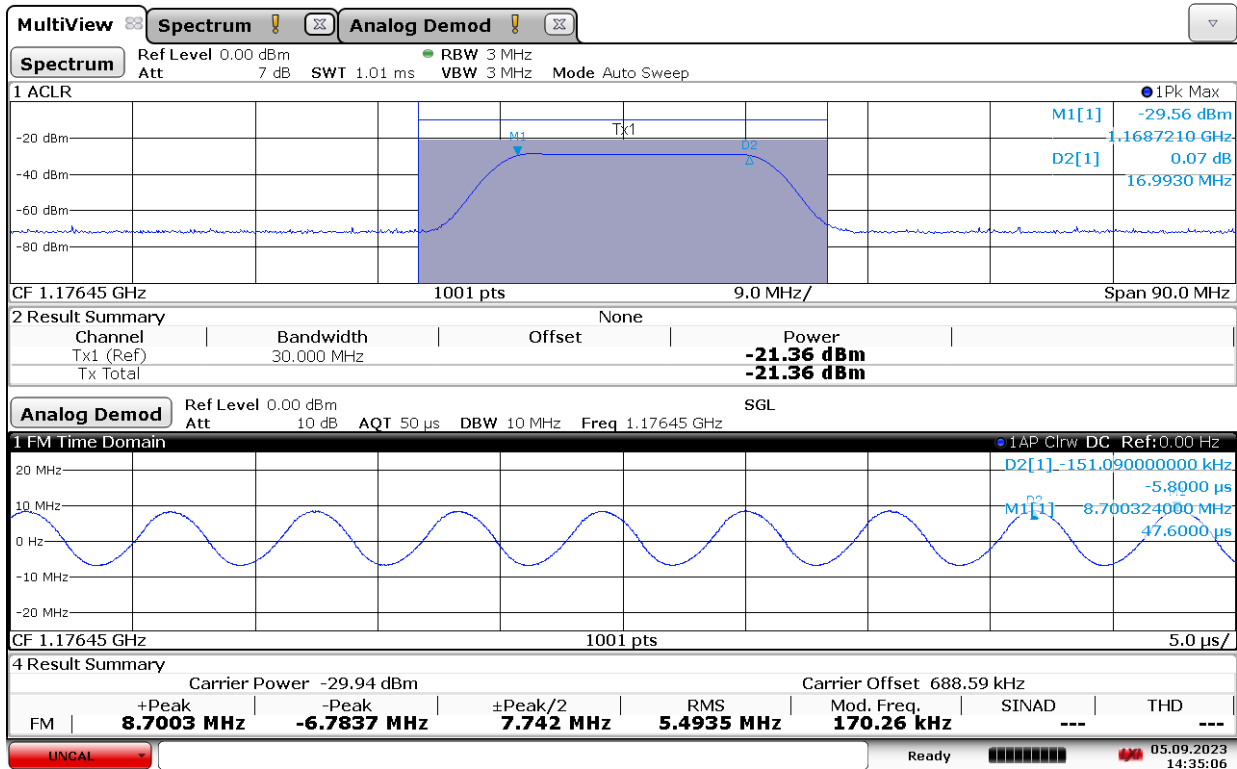 MultiView Spectrum Analog Demod
Spectrum Ref Level 0.00 dBm RBW 3 MHz
Att 7 dB SWT 1.01 ms VBW 3 MHz Mode Auto Sweep
1 ACLR 1Pk Max
M1[1] -29.56 dBm
1.1687210 GHz
D2[1] 0.07 dB
16.9930 MHz
Tx1
M1
D2
-20 dBm
-40 dBm
-60 dBm
-80 dBm
CF 1.17645 GHz 1001 pts 9.0 MHz/ Span 90.0 MHz
2 Result Summary None
Channel Bandwidth Offset Power
Tx1 (Ref) 30.000 MHz -21.36 dBm
Tx Total -21.36 dBm
Analog Demod Ref Level 0.00 dBm SGL
Att 10 dB AQT 50 µs DBW 10 MHz Freq 1.17645 GHz
1 FM Time Domain 1AP Clrw DC Ref:0.00 Hz
D2[1] -151.090000000 kHz
-5.8000 µs
M1[1] 8.700324000 MHz
47.6000 µs
D2
M1
20 MHz
10 MHz
0 Hz
-10 MHz
-20 MHz
CF 1.17645 GHz 1001 pts 5.0 µs/
4 Result Summary
Carrier Power -29.94 dBm Carrier Offset 688.59 kHz
+Peak -Peak ±Peak/2 RMS Mod. Freq. SINAD THD
FM 8.7003 MHz -6.7837 MHz 7.742 MHz 5.4935 MHz 170.26 kHz --- ---
UNCAL Ready LXI 05.09.2023
14:35:06